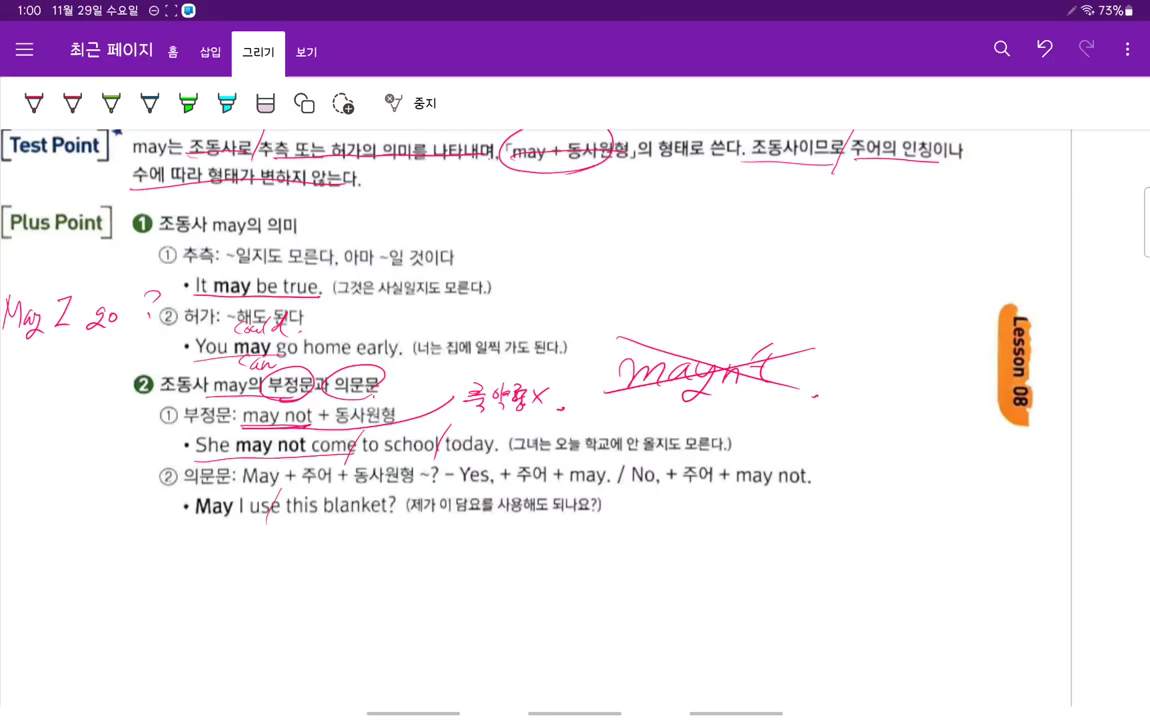 1:00 11월 29일 수요일 73%
최근 페이지 홈 삽입 그리기 보기
중지
[Test Point] may는 조동사로 추측 또는 허가의 의미를 나타내며, 「may + 동사원형」의 형태로 쓴다. 조동사이므로 주어의 인칭이나
수에 따라 형태가 변하지 않는다.
[Plus Point] 1 조동사 may의 의미
① 추측: ~일지도 모른다, 아마 ~일 것이다
• It may be true. (그것은 사실일지도 모른다.)
May I go ?
② 허가: ~해도 된다
could
• You may go home early. (너는 집에 일찍 가도 된다.)
can
mayn't
2 조동사 may의 부정문과 의문문
① 부정문: may not + 동사원형
• She may not come to school today. (그녀는 오늘 학교에 안 올지도 모른다.)
② 의문문: May + 주어 + 동사원형 ~? – Yes, + 주어 + may. / No, + 주어 + may not.
• May I use this blanket? (제가 이 담요를 사용해도 되나요?)
Lesson 08